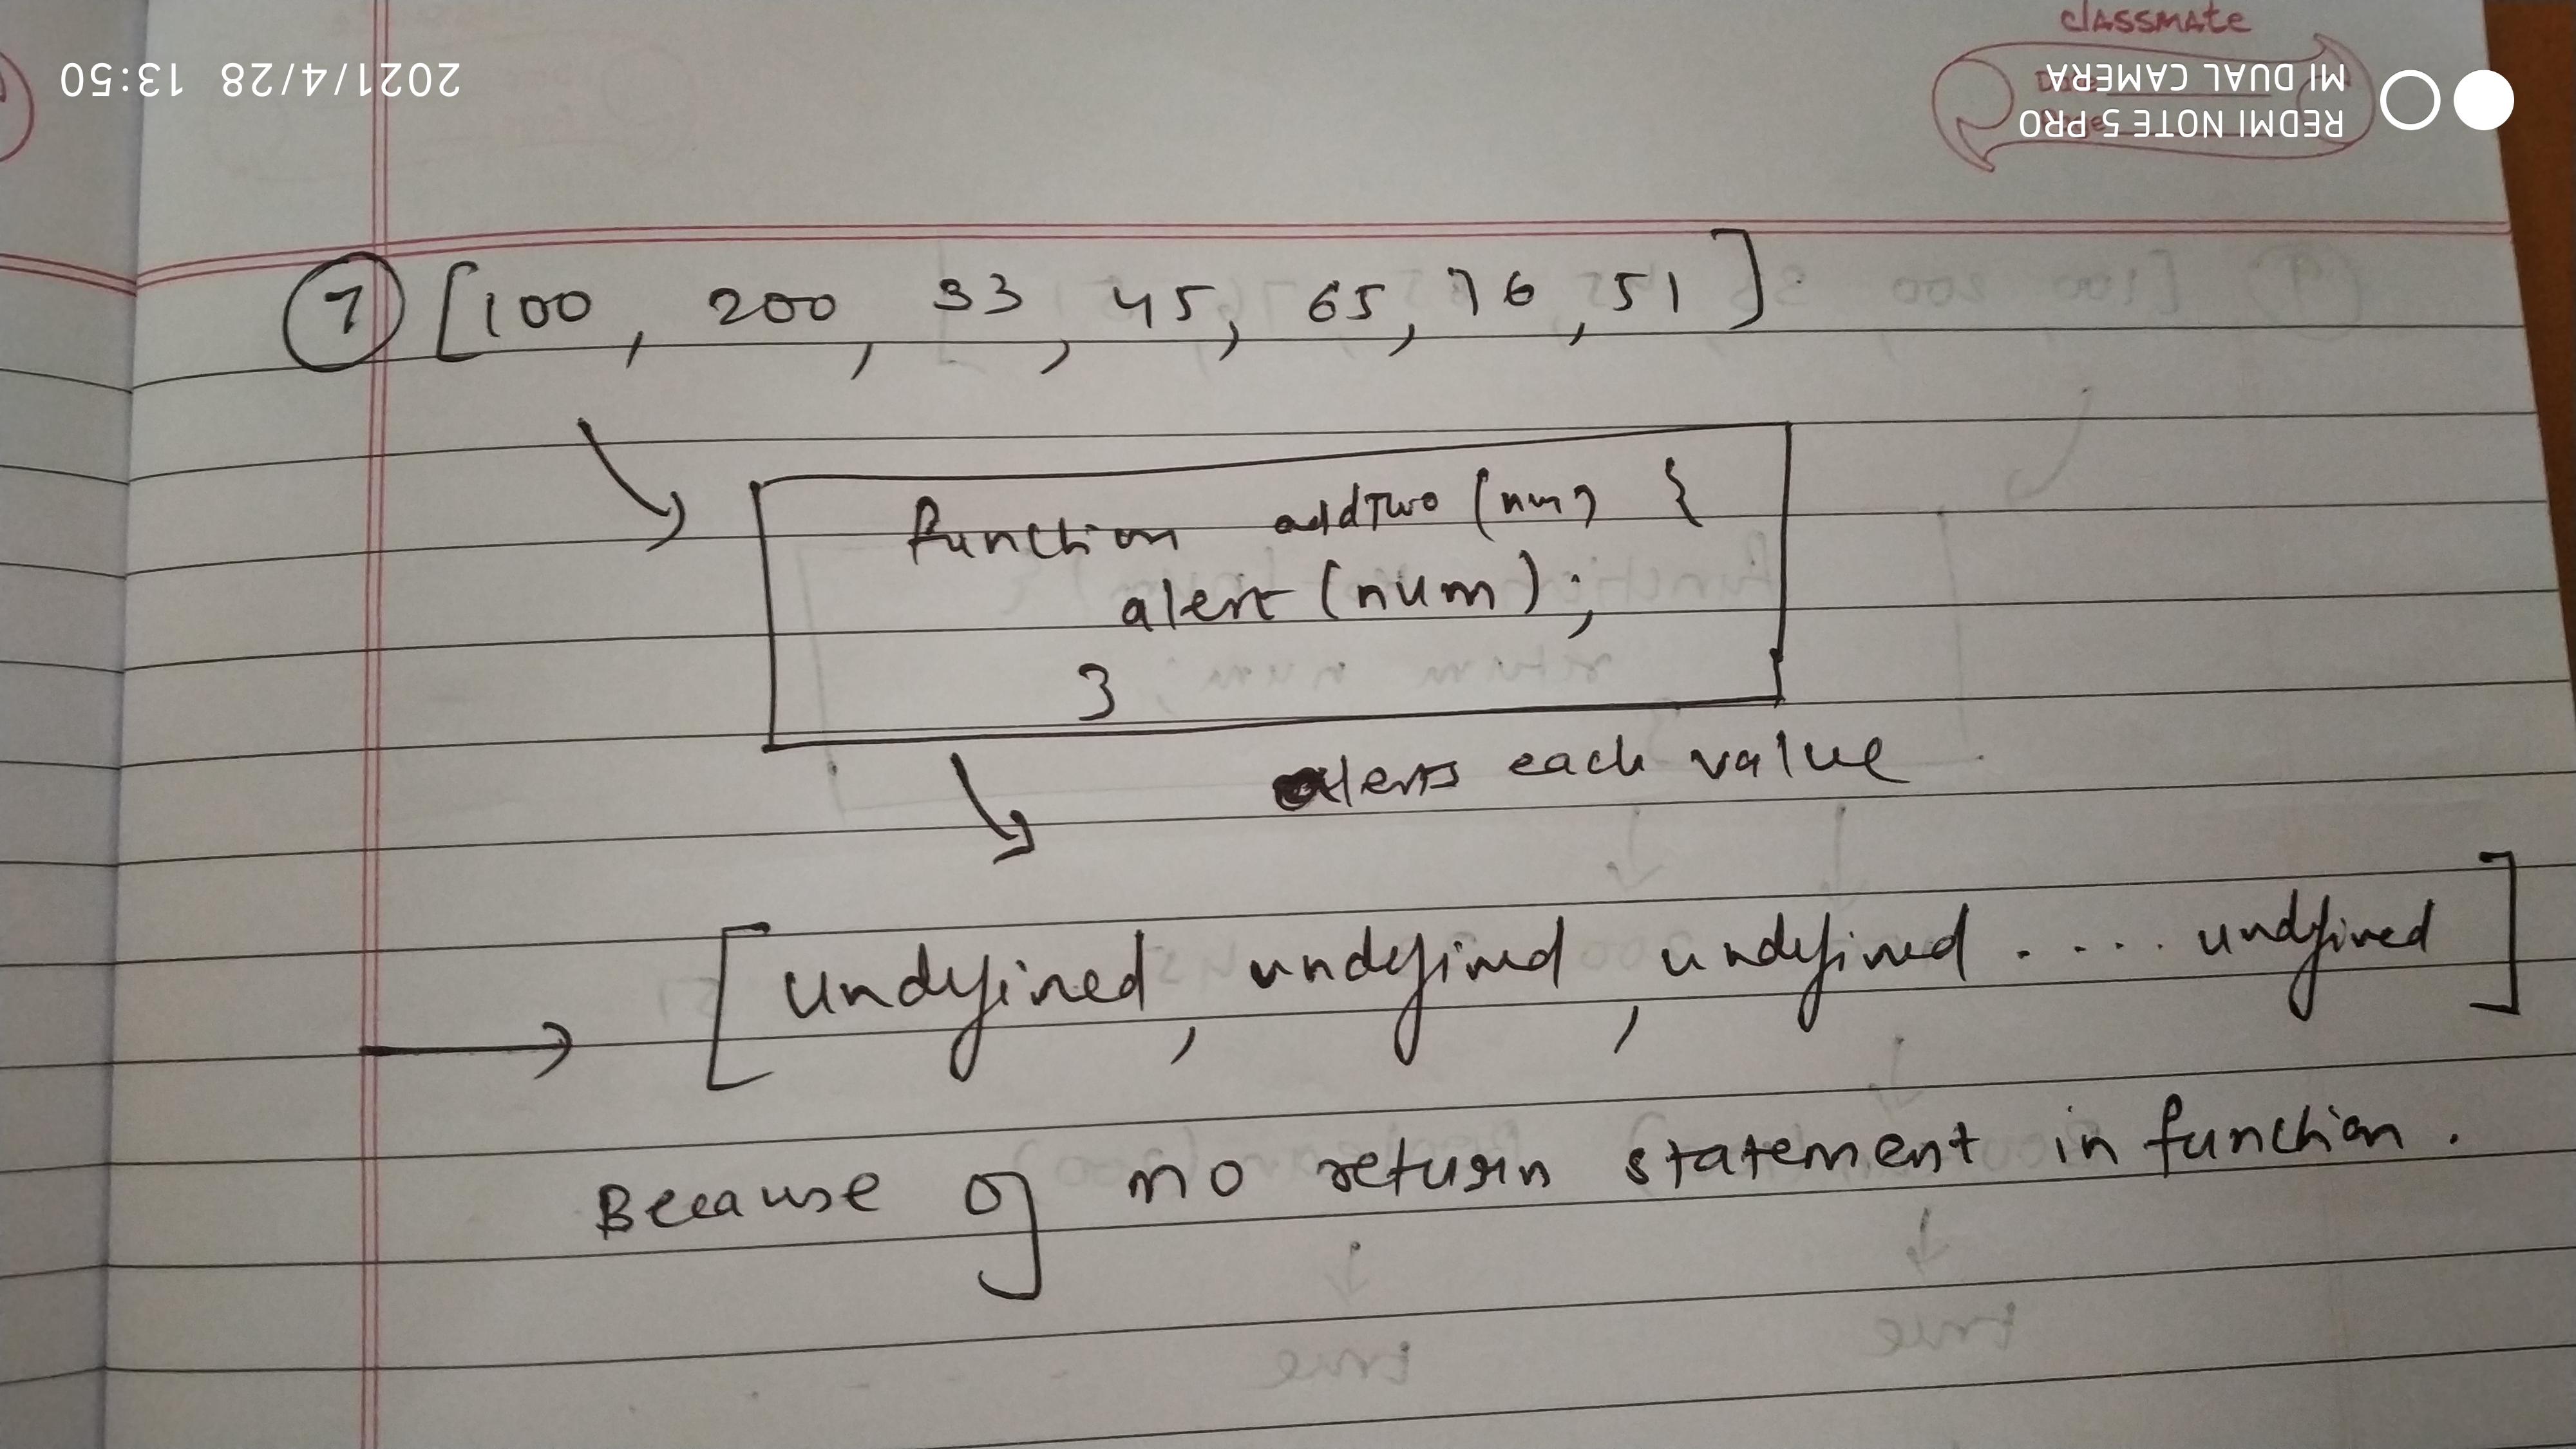 classmate
Date
Page
2021/4/28 13:50
REDMI NOTE 5 PRO
MI DUAL CAMERA
7 [100, 200, 33, 45, 65, 76, 51]
function addTwo (num) {
alert (num);
}
alerts each value
[undefined, undefined, undefined ..... undefined]
Because of no return statement in function.